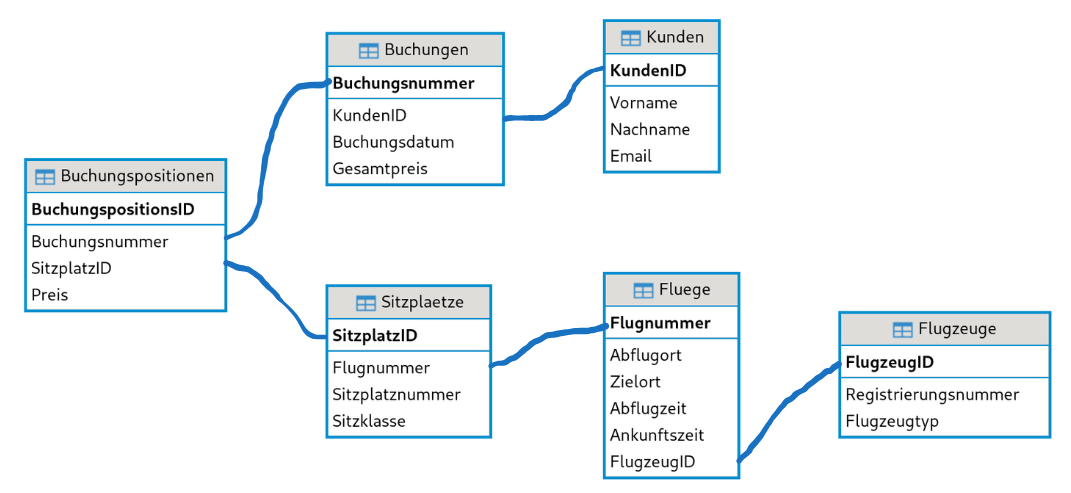 Buchungspositionen
BuchungspositionsID
Buchungsnummer
SitzplatzID
Preis
Buchungen
Buchungsnummer
KundenID
Buchungsdatum
Gesamtpreis
Kunden
KundenID
Vorname
Nachname
Email
Sitzplaetze
SitzplatzID
Flugnummer
Sitzplatznummer
Sitzklasse
Fluege
Flugnummer
Abflugort
Zielort
Abflugzeit
Ankunftszeit
FlugzeugID
Flugzeuge
FlugzeugID
Registrierungsnummer
Flugzeugtyp